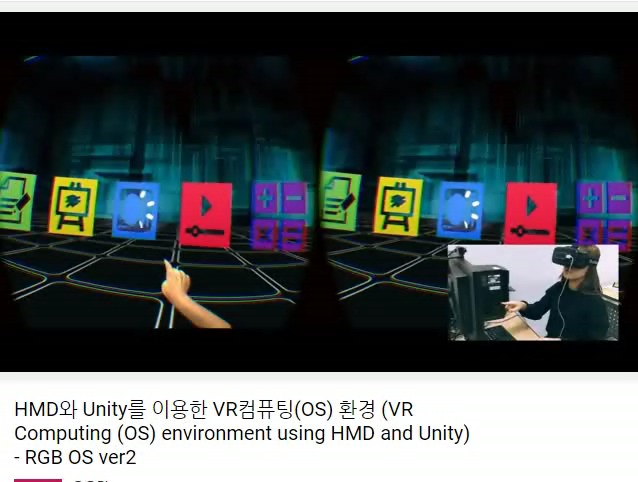 HMD와 Unity를 이용한 VR컴퓨팅(OS) 환경 (VR
Computing (OS) environment using HMD and Unity)
- RGB OS ver2